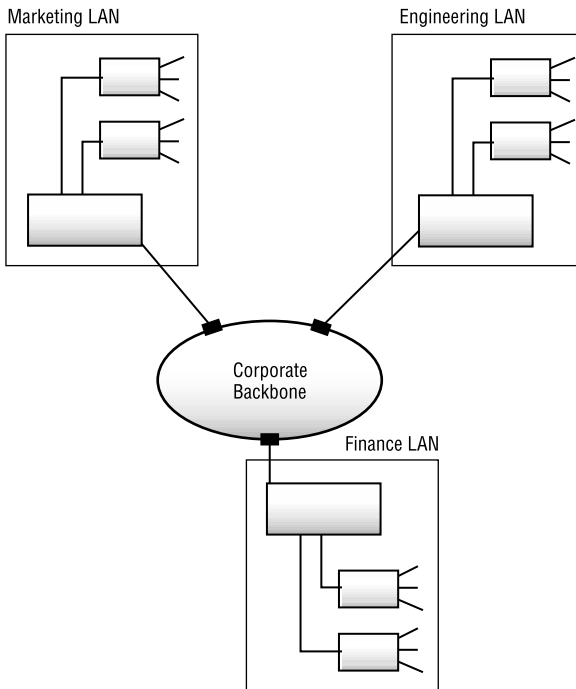 Marketing LAN
Engineering LAN
Corporate
Backbone
Finance LAN